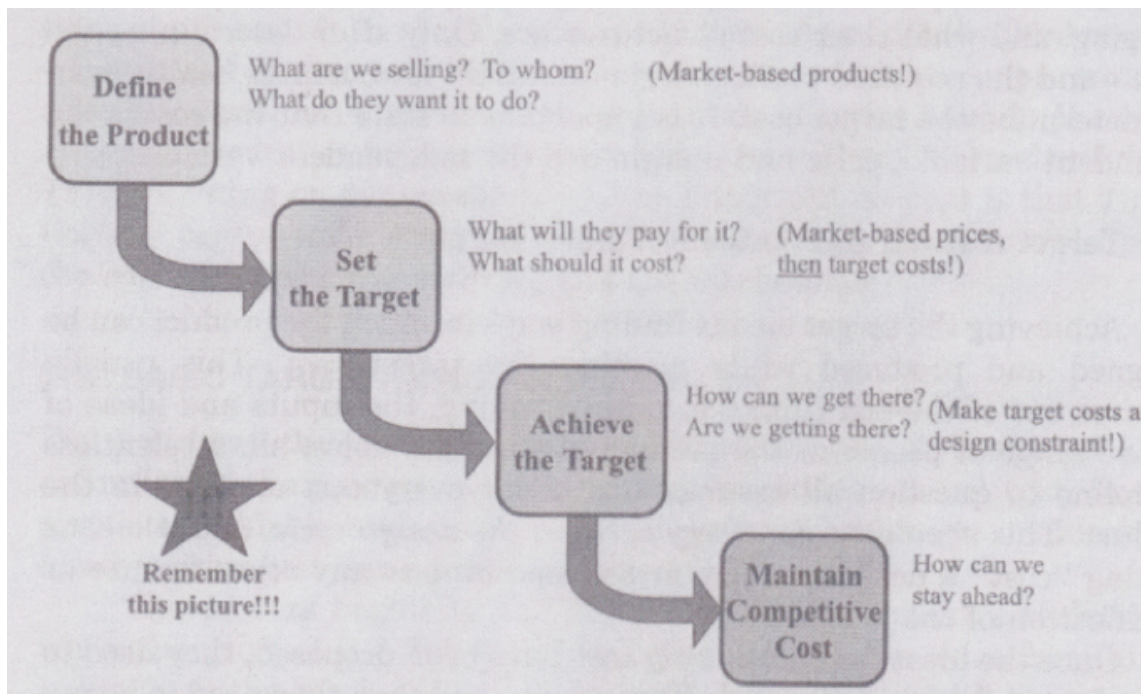 Define
the Product
What are we selling? To whom? (Market-based products!)
What do they want it to do?
Set
the Target
What will they pay for it? (Market-based prices,
What should it cost? then target costs!)
Achieve
the Target
How can we get there?
Are we getting there?
(Make target costs a
design constraint!)
Remember
this picture!!!
Maintain
Competitive
Cost
How can we
stay ahead?